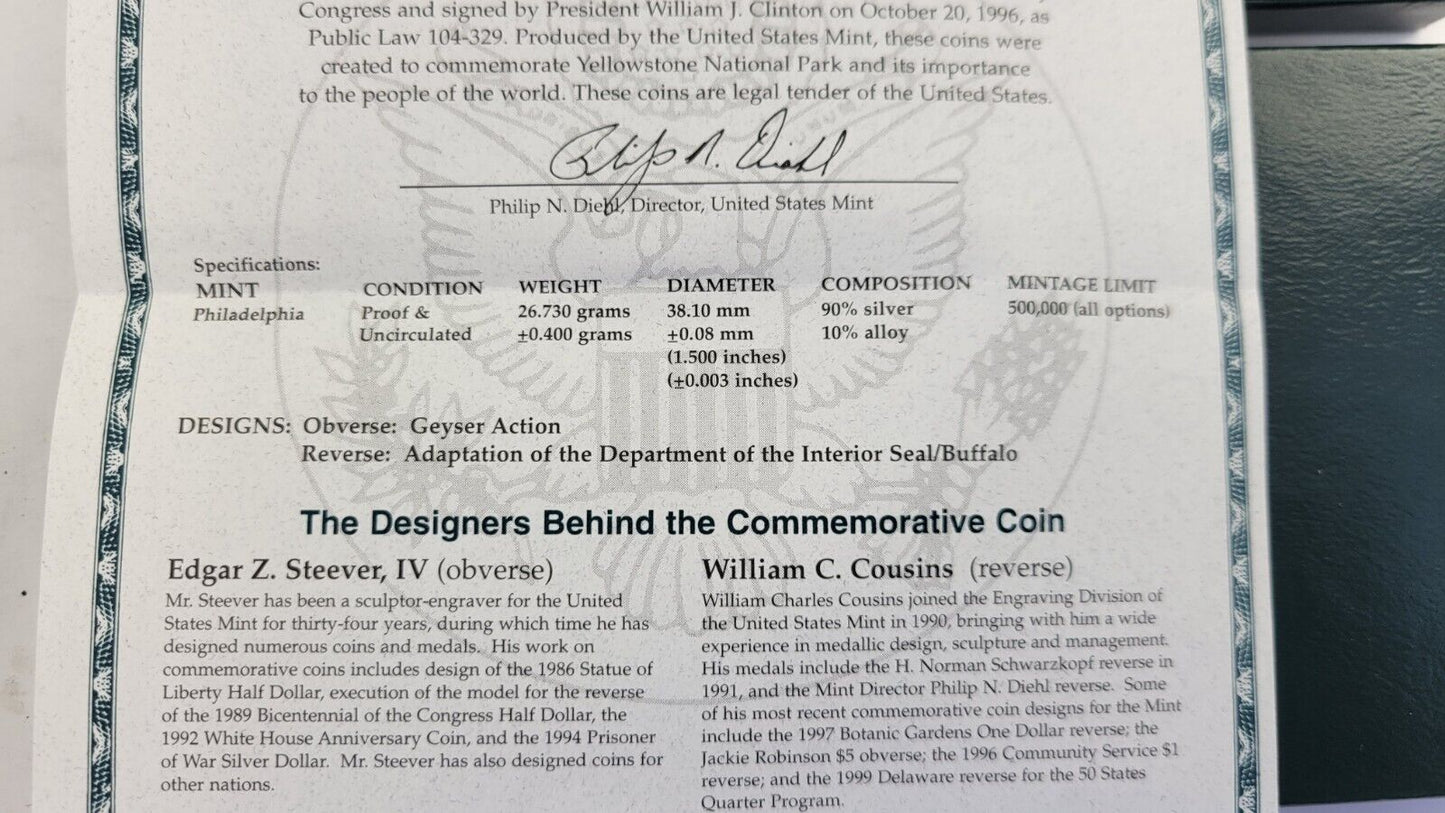 Congress and signed by President William J. Clinton on October 20, 1996, as
Public Law 104-329. Produced by the United States Mint, these coins were
created to commemorate Yellowstone National Park and its importance
to the people of the world. These coins are legal tender of the United States.
Philip N. Diehl
Philip N. Diehl, Director, United States Mint
Specifications:
MINT CONDITION WEIGHT DIAMETER COMPOSITION MINTAGE LIMIT
Philadelphia Proof & 26.730 grams 38.10 mm 90% silver 500,000 (all options)
Uncirculated ±0.400 grams ±0.08 mm 10% alloy
(1.500 inches)
(±0.003 inches)
DESIGNS: Obverse: Geyser Action
Reverse: Adaptation of the Department of the Interior Seal/Buffalo
The Designers Behind the Commemorative Coin
Edgar Z. Steever, IV (obverse)
Mr. Steever has been a sculptor-engraver for the United
States Mint for thirty-four years, during which time he has
designed numerous coins and medals. His work on
commemorative coins includes design of the 1986 Statue of
Liberty Half Dollar, execution of the model for the reverse
of the 1989 Bicentennial of the Congress Half Dollar, the
1992 White House Anniversary Coin, and the 1994 Prisoner
of War Silver Dollar. Mr. Steever has also designed coins for
other nations.
William C. Cousins (reverse)
William Charles Cousins joined the Engraving Division of
the United States Mint in 1990, bringing with him a wide
experience in medallic design, sculpture and management.
His medals include the H. Norman Schwarzkopf reverse in
1991, and the Mint Director Philip N. Diehl reverse. Some
of his most recent commemorative coin designs for the Mint
include the 1997 Botanic Gardens One Dollar reverse; the
Jackie Robinson $5 obverse; the 1996 Community Service $1
reverse; and the 1999 Delaware reverse for the 50 States
Quarter Program.